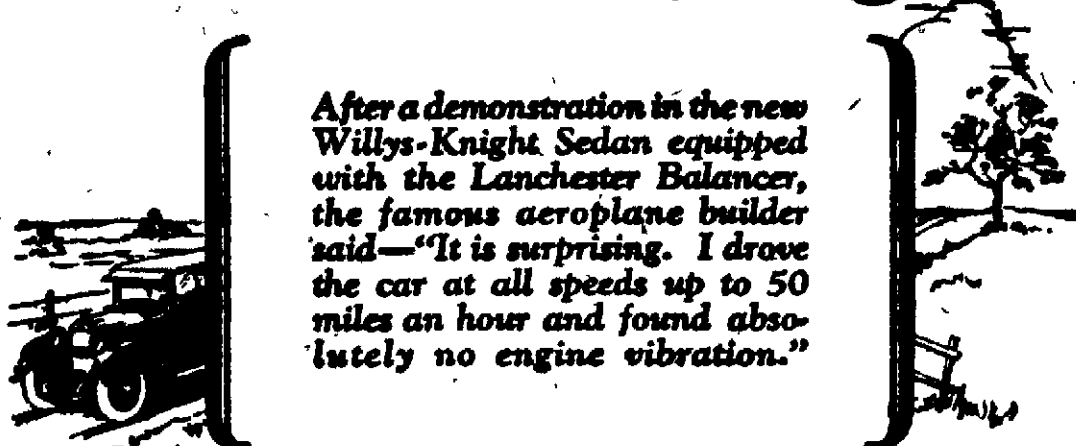 After a demonstration in the new
Willys-Knight Sedan equipped
with the Lanchester Balancer,
the famous aeroplane builder
said—“It is surprising. I drove
the car at all speeds up to 50
miles an hour and found abso-
lutely no engine vibration.”